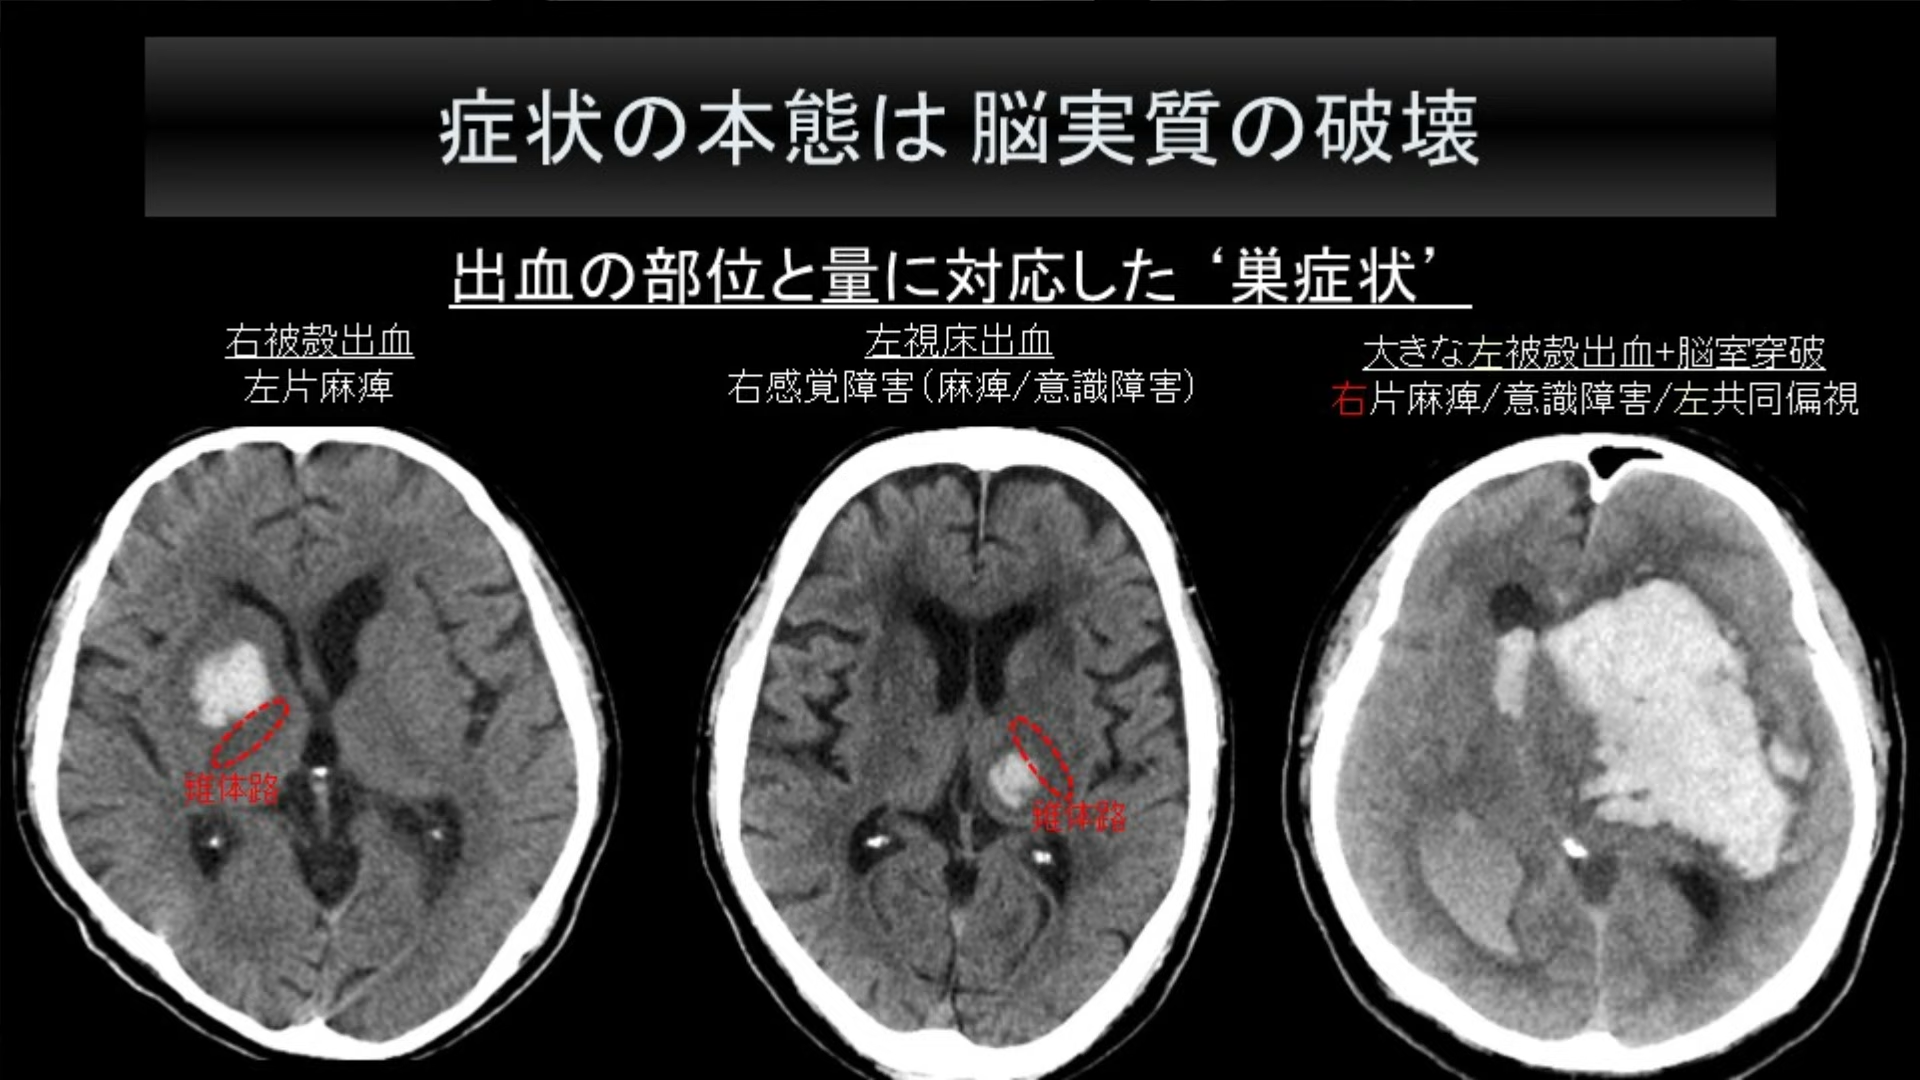 症状の本態は 脳実質の破壊
出血の部位と量に対応した ‘巣症状’
右被殻出血
左片麻痺
左視床出血
右感覚障害(麻痺/意識障害)
大きな左被殻出血+脳室穿破
右片麻痺/意識障害/左共同偏視
錐体路
錐体路